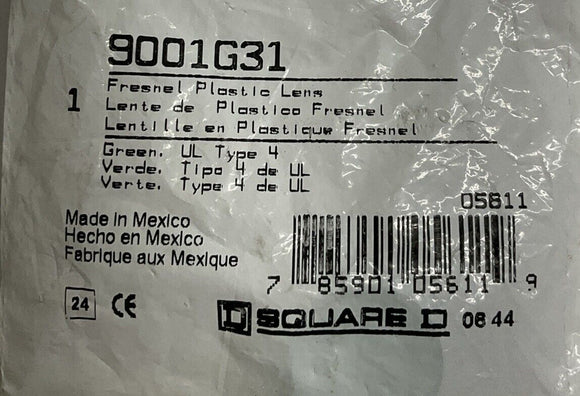 9001G31
1
Fresnel Plastic Lens
Lente de Plastico Fresnel
Lentille en Plastique Fresnel
Green. UL Type 4
Verde. Tipo 4 de UL
Verte. Type 4 de UL
05611
Made in Mexico
Hecho en Mexico
Fabrique aux Mexique
7 85901 05611 9
24 CE
D SQUARE D 06 44